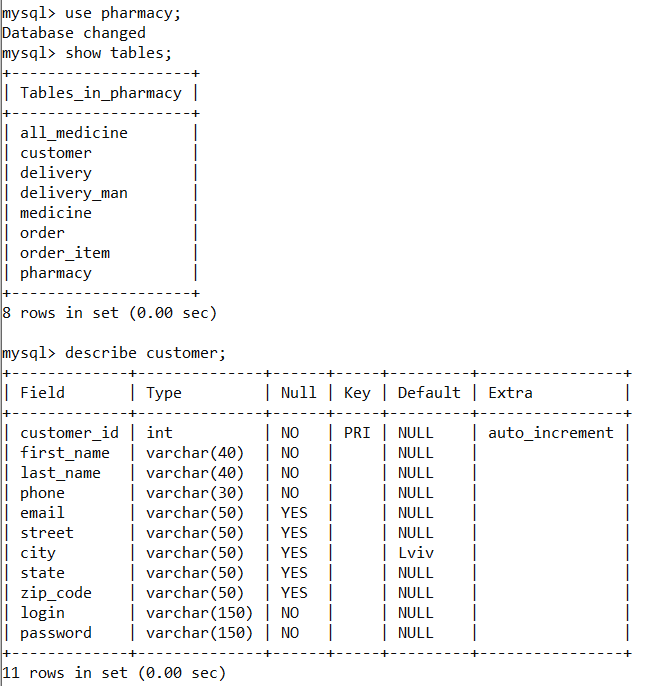 mysql> use pharmacy;
Database changed
mysql> show tables;
+--------------------+
| Tables_in_pharmacy |
+--------------------+
| all_medicine       |
| customer           |
| delivery           |
| delivery_man       |
| medicine           |
| order              |
| order_item         |
| pharmacy           |
+--------------------+
8 rows in set (0.00 sec)

mysql> describe customer;
+-------------+--------------+------+-----+---------+----------------+
| Field       | Type         | Null | Key | Default | Extra          |
+-------------+--------------+------+-----+---------+----------------+
| customer_id | int          | NO   | PRI | NULL    | auto_increment |
| first_name  | varchar(40)  | NO   |     | NULL    |                |
| last_name   | varchar(40)  | NO   |     | NULL    |                |
| phone       | varchar(30)  | NO   |     | NULL    |                |
| email       | varchar(50)  | YES  |     | NULL    |                |
| street      | varchar(50)  | YES  |     | NULL    |                |
| city        | varchar(50)  | YES  |     | Lviv    |                |
| state       | varchar(50)  | YES  |     | NULL    |                |
| zip_code    | varchar(50)  | YES  |     | NULL    |                |
| login       | varchar(150) | NO   |     | NULL    |                |
| password    | varchar(150) | NO   |     | NULL    |                |
+-------------+--------------+------+-----+---------+----------------+
11 rows in set (0.00 sec)